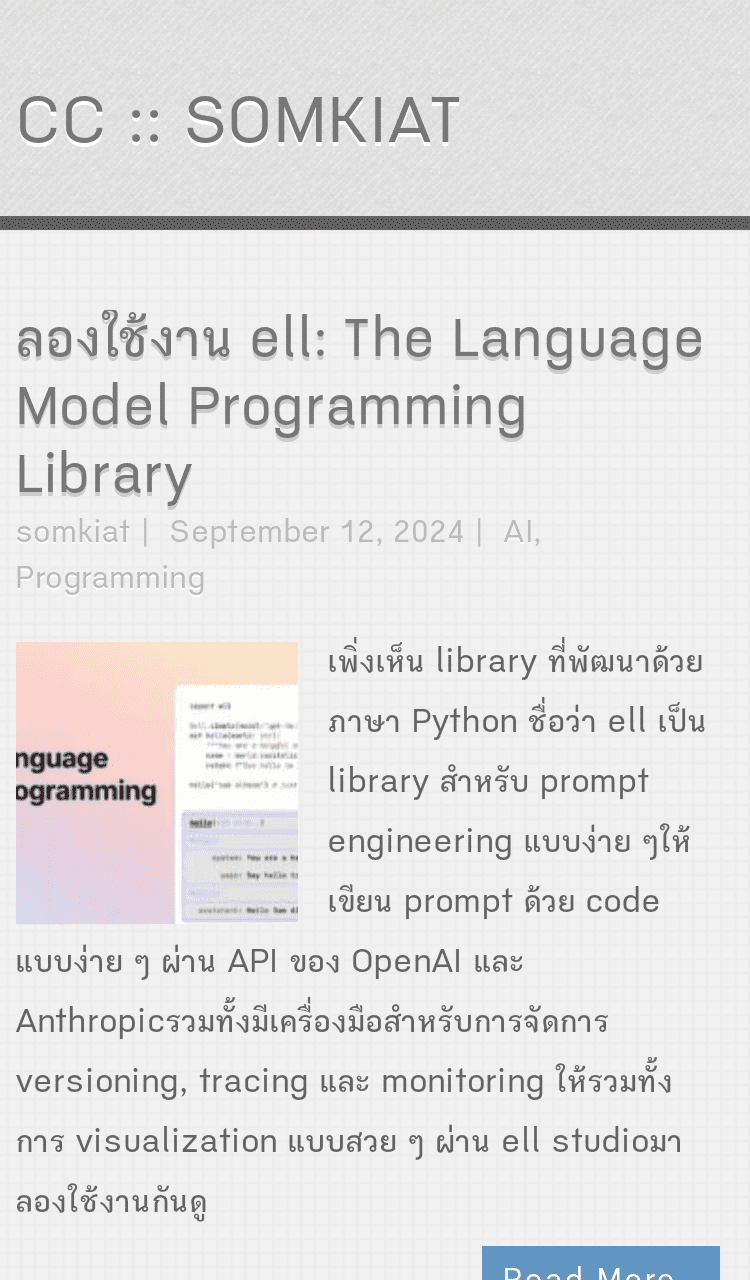 CC :: SOMKIAT
ลองใช้งาน ell: The Language
Model Programming
Library
somkiat | September 12, 2024 | AI,
Programming
nguage
ogramming
import ell
เพิ่งเห็น library ที่พัฒนาด้วย
ภาษา Python ชื่อว่า ell เป็น
library สำหรับ prompt
engineering แบบง่าย ๆให้
เขียน prompt ด้วย code
แบบง่าย ๆ ผ่าน API ของ OpenAI และ
Anthropicรวมทั้งมีเครื่องมือสำหรับการจัดการ
versioning, tracing และ monitoring ให้รวมทั้ง
การ visualization แบบสวย ๆ ผ่าน ell studioมา
ลองใช้งานกันดู
Read More